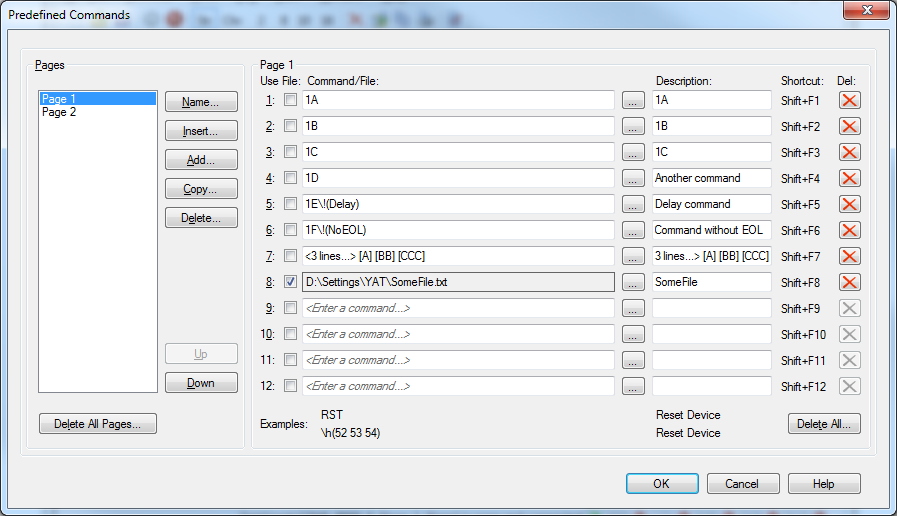 Predefined Commands
Pages
Page 1
Page 2
Name...
Insert...
Add...
Copy...
Delete...
Up
Down
Delete All Pages...
Page 1
Use File: Command/File: Description: Shortcut: Del:
1: 1A ... 1A Shift+F1
2: 1B ... 1B Shift+F2
3: 1C ... 1C Shift+F3
4: 1D ... Another command Shift+F4
5: 1E\!(Delay) ... Delay command Shift+F5
6: 1F\!(NoEOL) ... Command without EOL Shift+F6
7: <3 lines...> [A] [BB] [CCC] ... 3 lines...> [A] [BB] [CCC] Shift+F7
8: D:\Settings\YAT\SomeFile.txt ... SomeFile Shift+F8
9: <Enter a command...> ... Shift+F9
10: <Enter a command...> ... Shift+F10
11: <Enter a command...> ... Shift+F11
12: <Enter a command...> ... Shift+F12
Examples: RST Reset Device
\h(52 53 54) Reset Device
Delete All...
OK Cancel Help